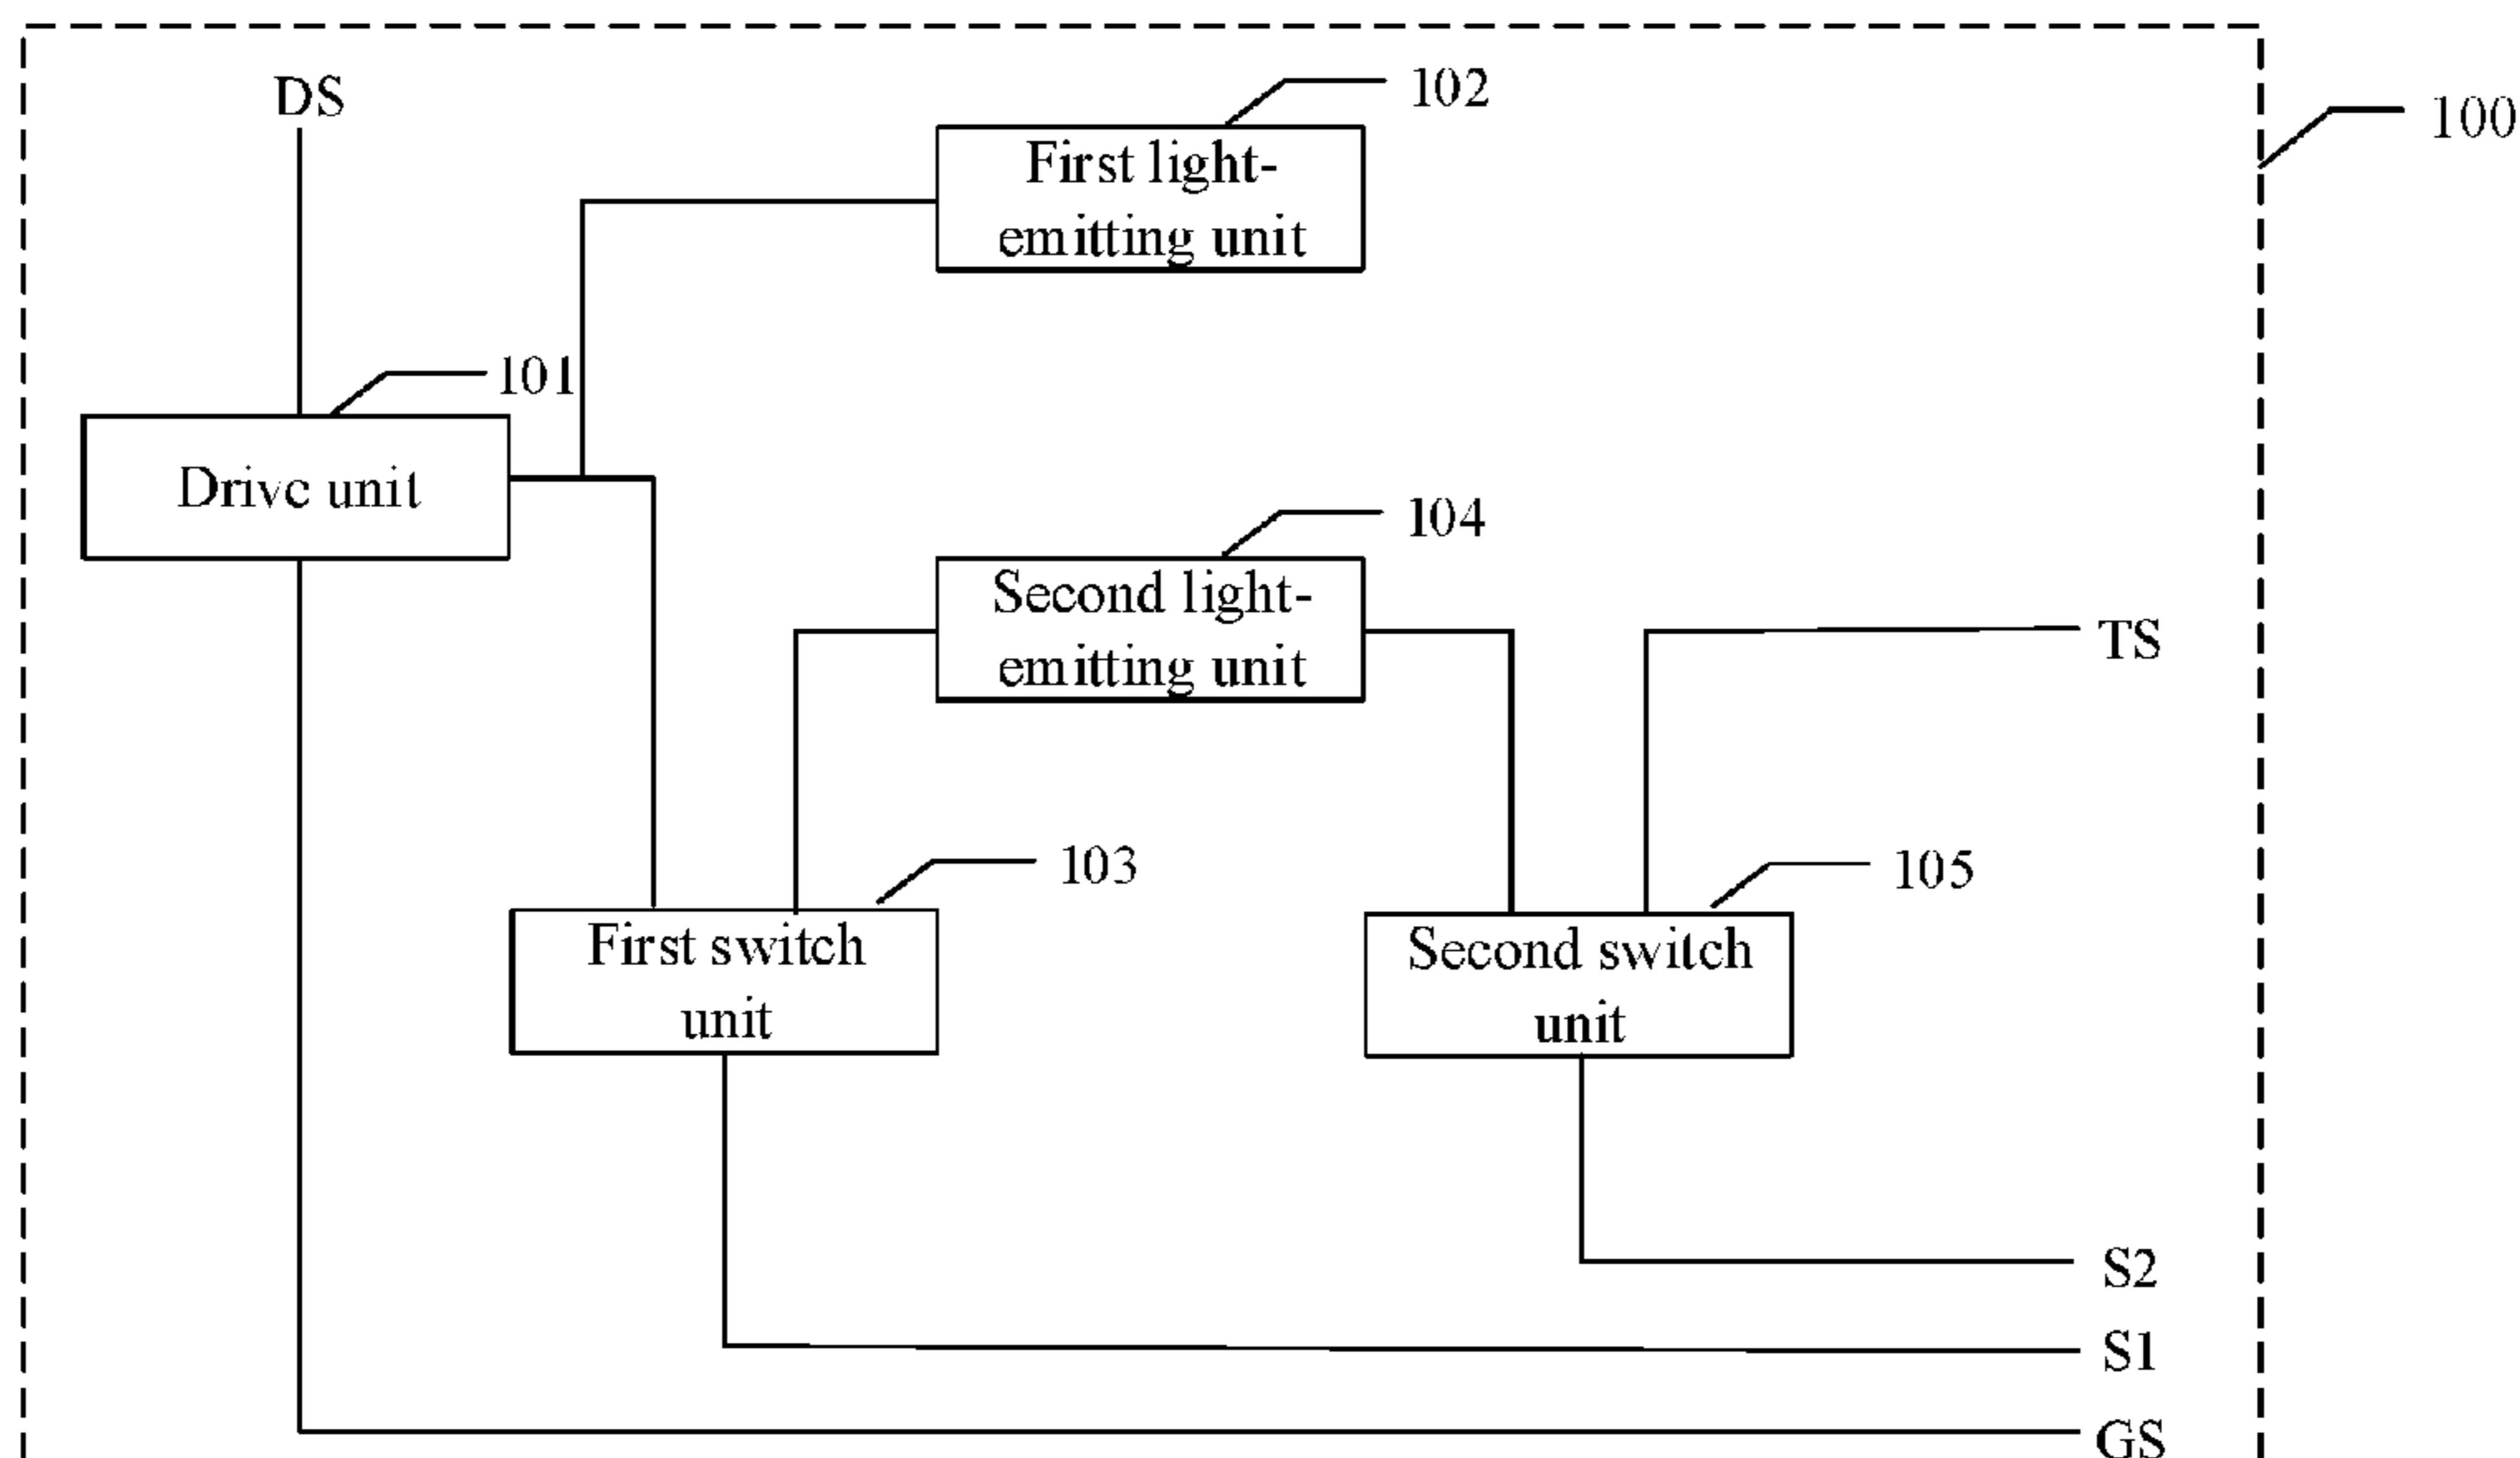 DS
102
100
First light-
emitting unit
101
Drive unit
104
Second light-
emitting unit
TS
103
105
First switch
unit
Second switch
unit
S2
S1
GS